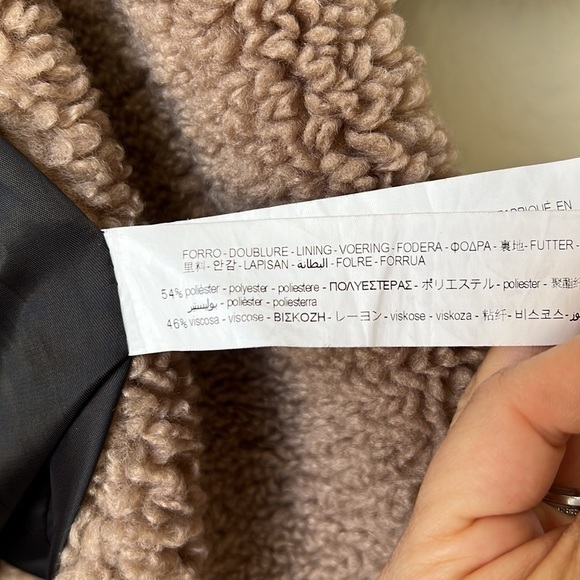 FABRIQUÉ EN
FORRO - DOUBLURE - LINING - VOERING - FODERA - ΦΟΔΡΑ - 裏地 - FUTTER -
里料 - 안감 - LAPISAN - البطانة - FOLRE - FORRUA
54% poliéster - polyester - poliestere - ΠΟΛΥΕΣΤΕΡΑΣ - ポリエステル - poliester - 聚酯纤
بوليستر - polièster - poliesterra
46% viscosa - viscose - ΒΙΣΚΟΖΗ - レーヨン - viskose - viskoza - 粘纤 - 비스코스 -